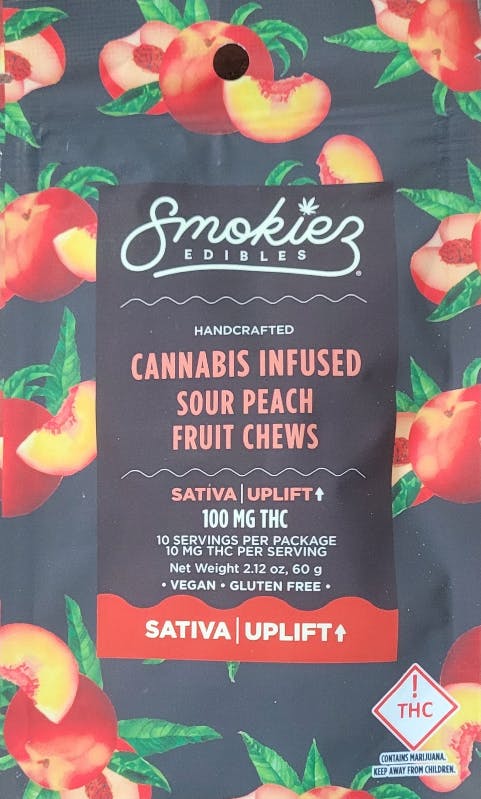 Smokiez
EDIBLES
HANDCRAFTED
CANNABIS INFUSED
SOUR PEACH
FRUIT CHEWS
SATIVA | UPLIFT↑
100 MG THC
10 SERVINGS PER PACKAGE
10 MG THC PER SERVING
Net Weight 2.12 oz, 60 g
• VEGAN • GLUTEN FREE •
SATIVA | UPLIFT↑
!
THC
CONTAINS MARIJUANA.
KEEP AWAY FROM CHILDREN.